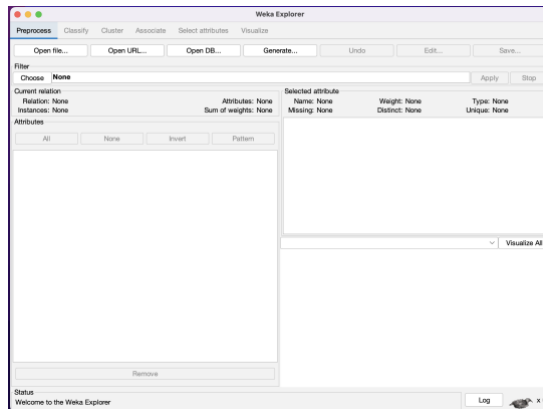 Weka Explorer
Preprocess Classify Cluster Associate Select attributes Visualize
Open file... Open URL... Open DB... Generate... Undo Edit... Save...
Filter
Choose None Apply Stop
Current relation
Relation: None Attributes: None
Instances: None Sum of weights: None
Attributes
All None Invert Pattern
Remove
Selected attribute
Name: None Weight: None Type: None
Missing: None Distinct: None Unique: None
Visualize All
Status
Welcome to the Weka Explorer
Log x